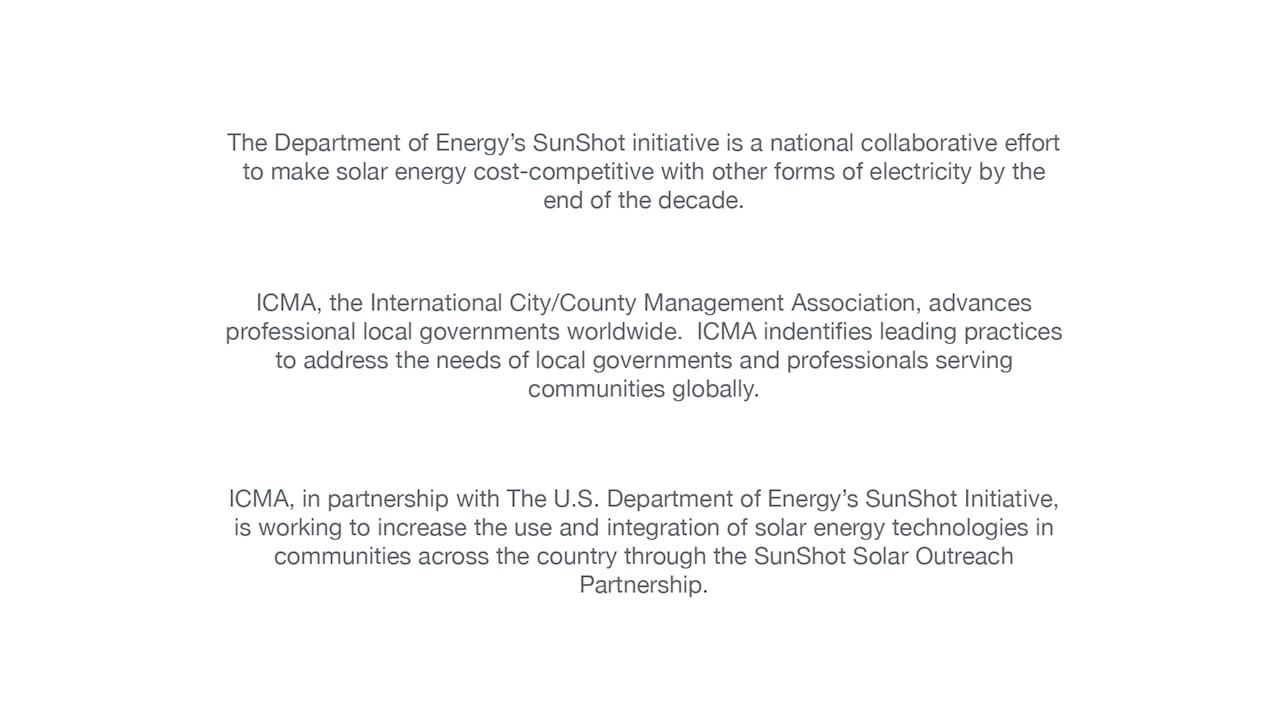 The Department of Energy’s SunShot initiative is a national collaborative effort
to make solar energy cost-competitive with other forms of electricity by the
end of the decade.
ICMA, the International City/County Management Association, advances
professional local governments worldwide.  ICMA indentifies leading practices
to address the needs of local governments and professionals serving
communities globally.
ICMA, in partnership with The U.S. Department of Energy’s SunShot Initiative,
is working to increase the use and integration of solar energy technologies in
communities across the country through the SunShot Solar Outreach
Partnership.